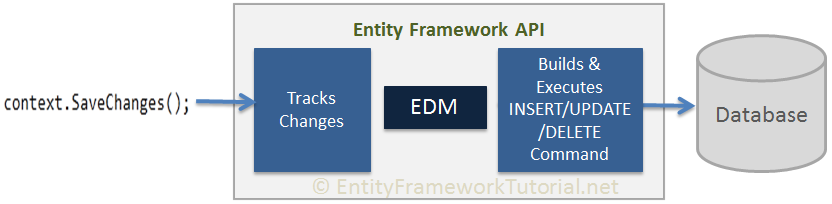 Entity Framework API
context.SaveChanges();
Tracks
Changes
EDM
Builds &
Executes
INSERT/UPDATE
/DELETE
Command
Database
© EntityFrameworkTutorial.net